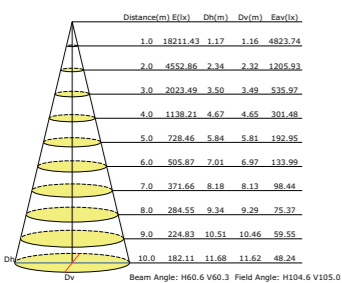 Distance(m) E(lx) Dh(m) Dv(m) Eav(lx)
1.0 18211.43 1.17 1.16 4823.74
2.0 4552.86 2.34 2.32 1205.93
3.0 2023.49 3.50 3.49 535.97
4.0 1138.21 4.67 4.65 301.48
5.0 728.46 5.84 5.81 192.95
6.0 505.87 7.01 6.97 133.99
7.0 371.66 8.18 8.13 98.44
8.0 284.55 9.34 9.29 75.37
9.0 224.83 10.51 10.46 59.55
Dh 10.0 182.11 11.68 11.62 48.24
Dv Beam Angle: H60.6 V60.3 Field Angle: H104.6 V105.0